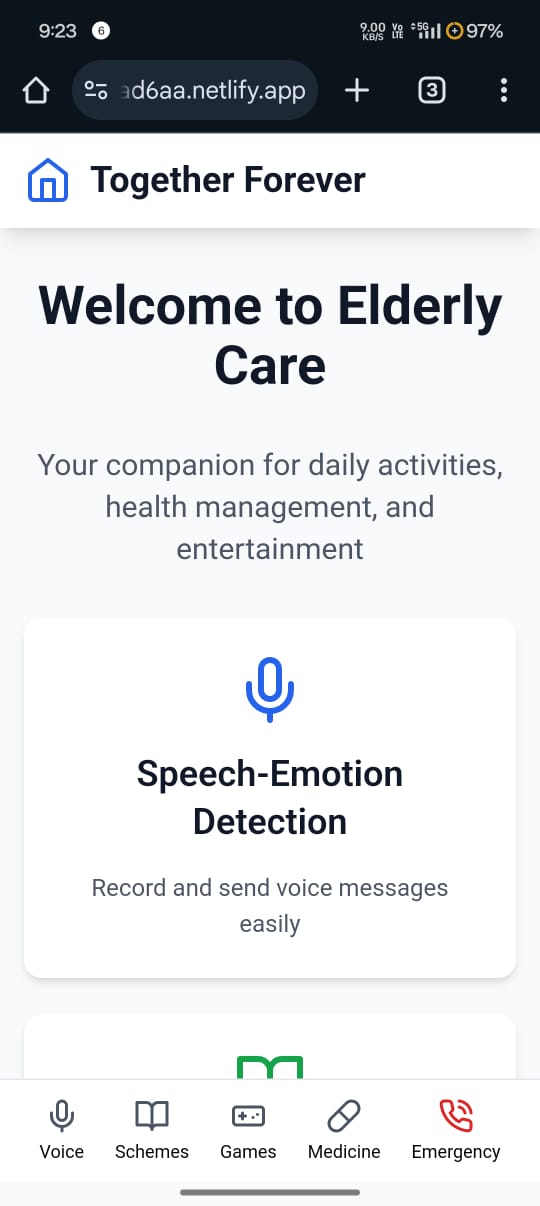 9:23 6 9.00 KB/S Vo LTE 5G 97%
ad6aa.netlify.app 3
Together Forever
Welcome to Elderly
Care
Your companion for daily activities,
health management, and
entertainment
Speech-Emotion
Detection
Record and send voice messages
easily
Voice Schemes Games Medicine Emergency